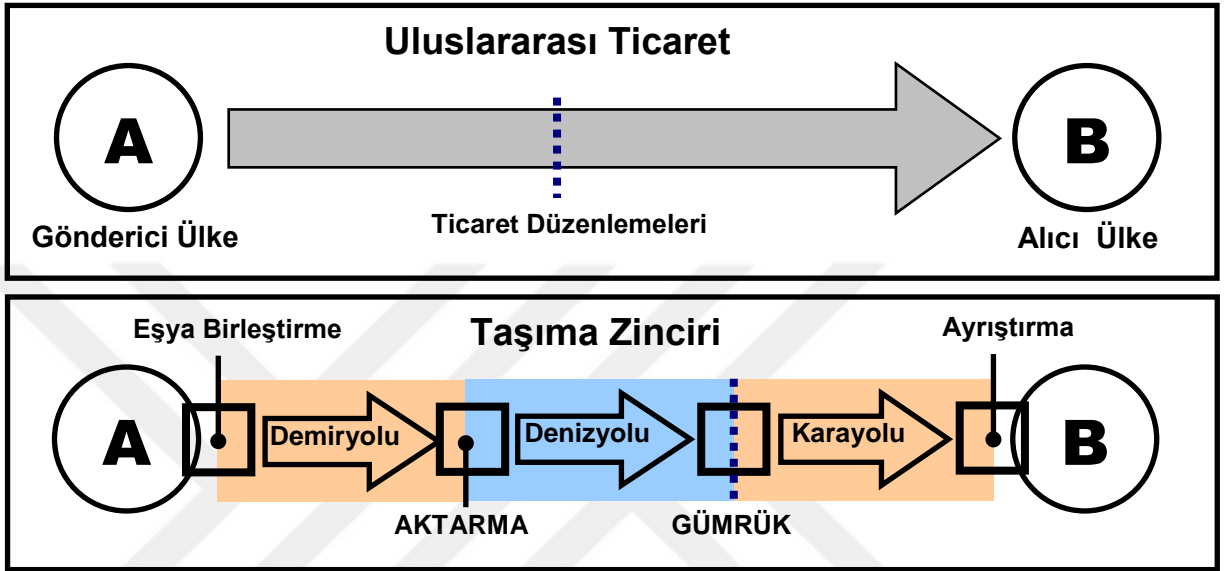 Uluslararası Ticaret
A
B
Ticaret Düzenlemeleri
Gönderici Ülke
Alıcı Ülke
Eşya Birleştirme
Taşıma Zinciri
Ayrıştırma
A
Demiryolu
Denizyolu
Karayolu
B
AKTARMA
GÜMRÜK